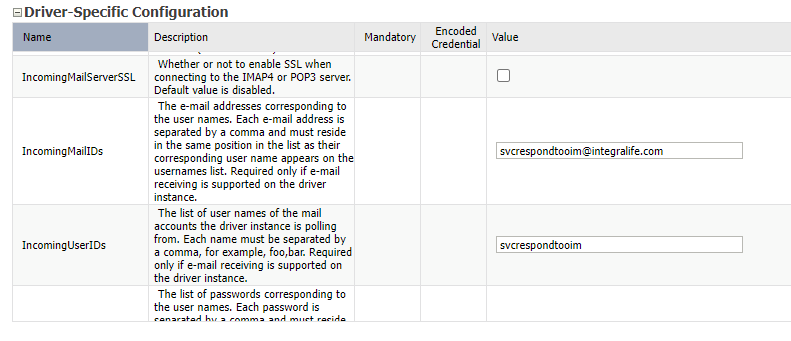 Driver-Specific Configuration
Name Description Mandatory Encoded Credential Value
IncomingMailServerSSL
Whether or not to enable SSL when
connecting to the IMAP4 or POP3 server.
Default value is disabled.
IncomingMailIDs
The e-mail addresses corresponding to
the user names. Each e-mail address is
separated by a comma and must reside
in the same position in the list as their
corresponding user name appears on the
usernames list. Required only if e-mail
receiving is supported on the driver
instance.
svcrespondtooim@integralife.com
IncomingUserIDs
The list of user names of the mail
accounts the driver instance is polling
from. Each name must be separated by
a comma, for example, foo,bar. Required
only if e-mail receiving is supported on
the driver instance.
svcrespondtooim
The list of passwords corresponding to
the user names. Each password is
separated by a comma and must reside